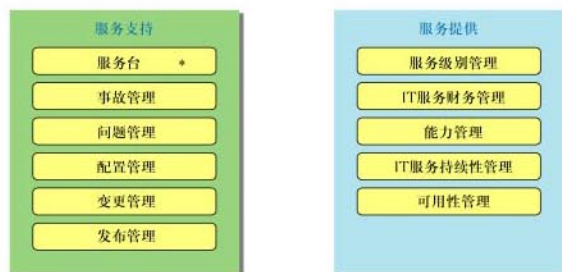 服务支持
服务台 *
事故管理
问题管理
配置管理
变更管理
发布管理
服务提供
服务级别管理
IT服务财务管理
能力管理
IT服务持续性管理
可用性管理